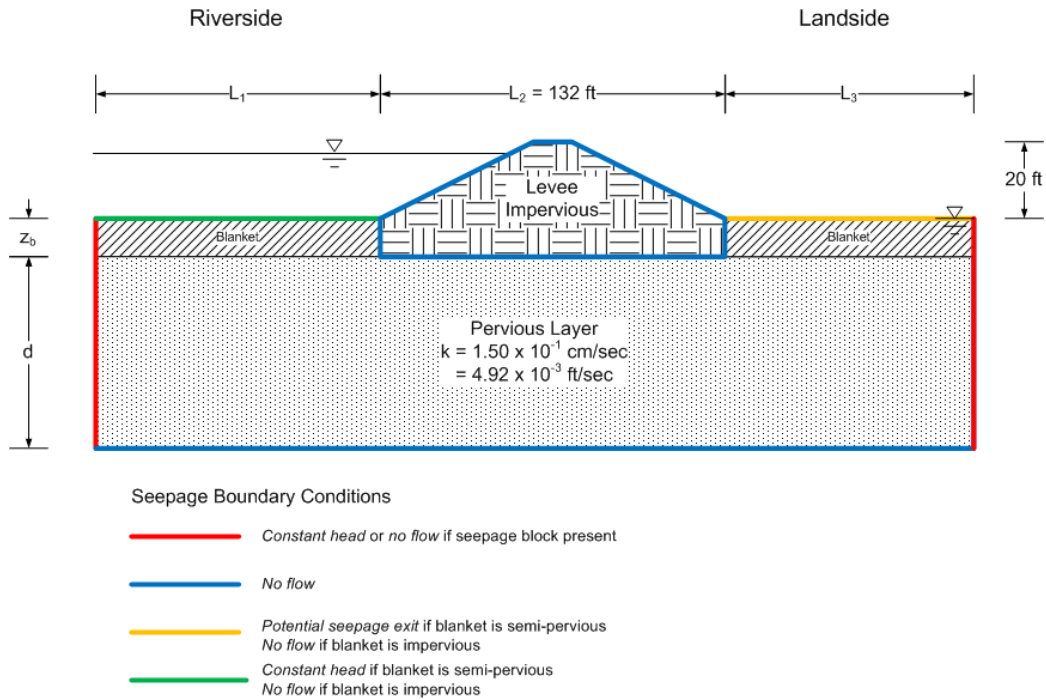 Riverside
Landside
L₁
L₂ = 132 ft
L₃
20 ft
Levee
Impervious
z_b
Blanket
Blanket
d
Pervious Layer
k = 1.50 x 10⁻¹ cm/sec
= 4.92 x 10⁻³ ft/sec
Seepage Boundary Conditions
Constant head or no flow if seepage block present
No flow
Potential seepage exit if blanket is semi-pervious
No flow if blanket is impervious
Constant head if blanket is semi-pervious
No flow if blanket is impervious